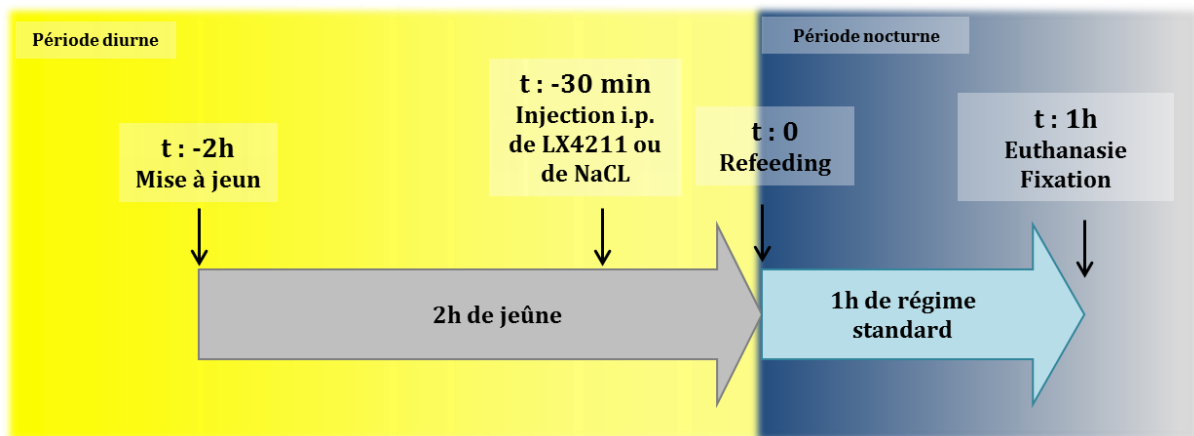 Période diurne
Période nocturne
t : -30 min
Injection i.p.
de LX4211 ou
de NaCL
t : -2h
Mise à jeun
t : 0
Refeeding
t : 1h
Euthanasie
Fixation
2h de jeûne
1h de régime
standard